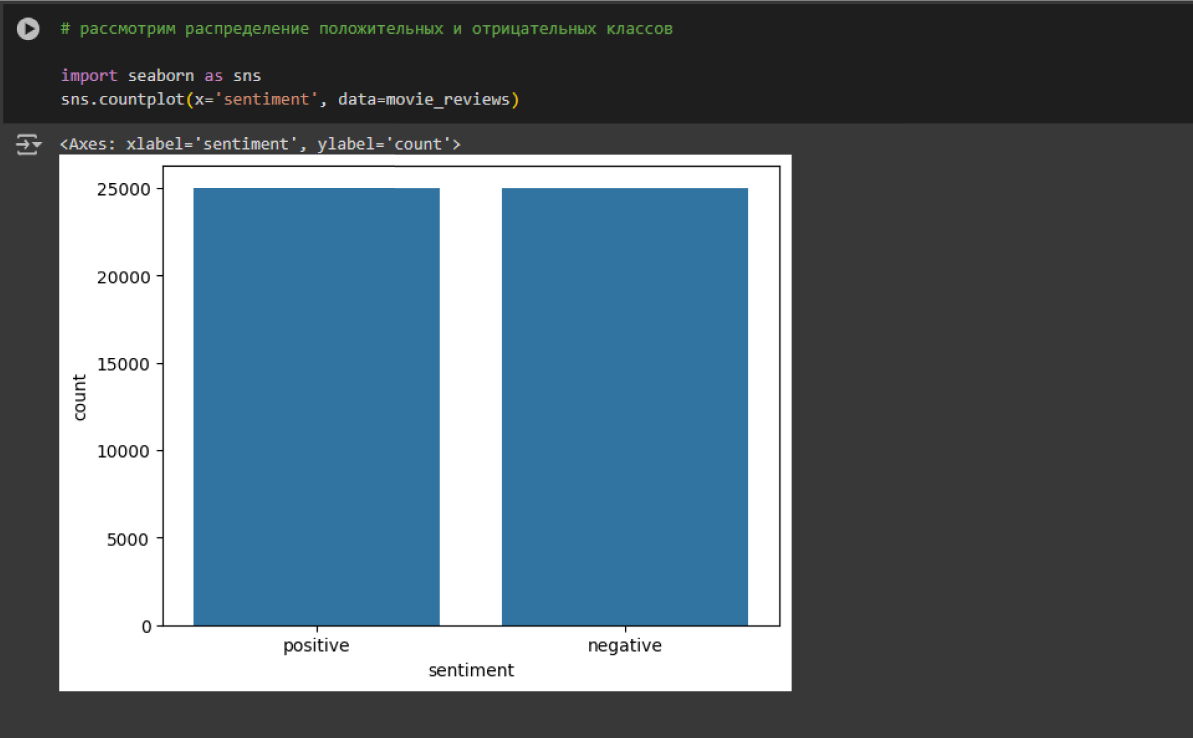 # рассмотрим распределение положительных и отрицательных классов
import seaborn as sns
sns.countplot(x='sentiment', data=movie_reviews)
<Axes: xlabel='sentiment', ylabel='count'>
25000
20000
15000
10000
5000
0
count
positive negative
sentiment